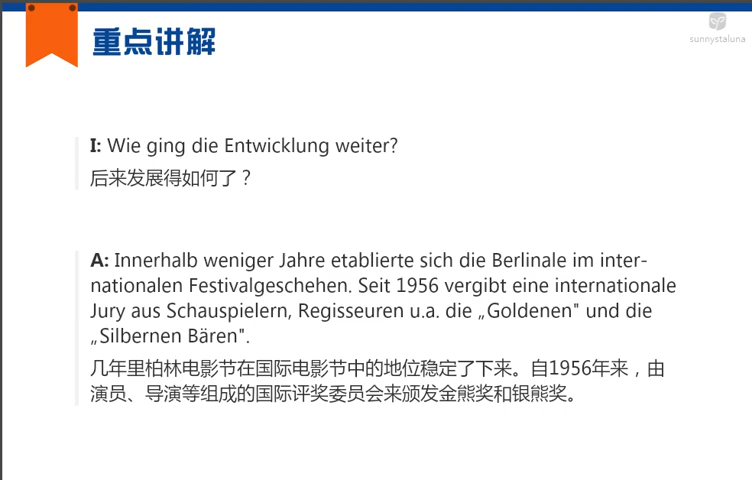 重点讲解
sunnystaluna
I: Wie ging die Entwicklung weiter?
后来发展得如何了？
A: Innerhalb weniger Jahre etablierte sich die Berlinale im inter-
nationalen Festivalgeschehen. Seit 1956 vergibt eine internationale
Jury aus Schauspielern, Regisseuren u.a. die „Goldenen" und die
„Silbernen Bären".
几年里柏林电影节在国际电影节中的地位稳定了下来。自1956年来，由
演员、导演等组成的国际评奖委员会来颁发金熊奖和银熊奖。